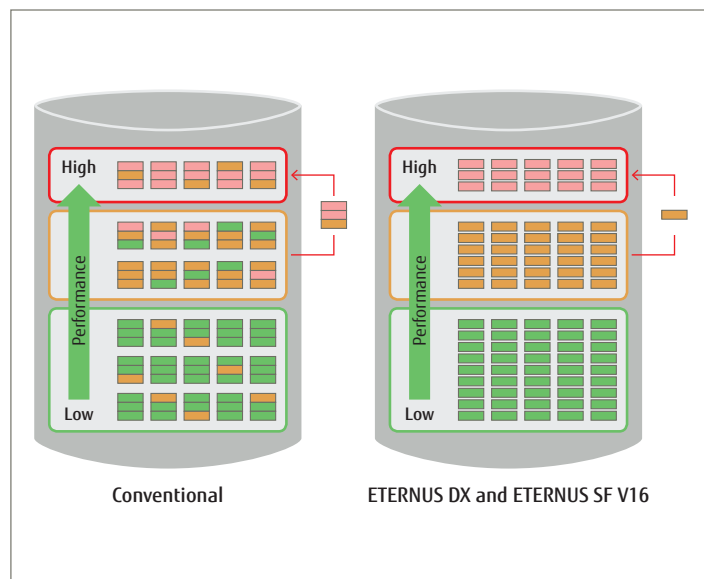 High
Performance
Low
Conventional
High
Performance
Low
ETERNUS DX and ETERNUS SF V16